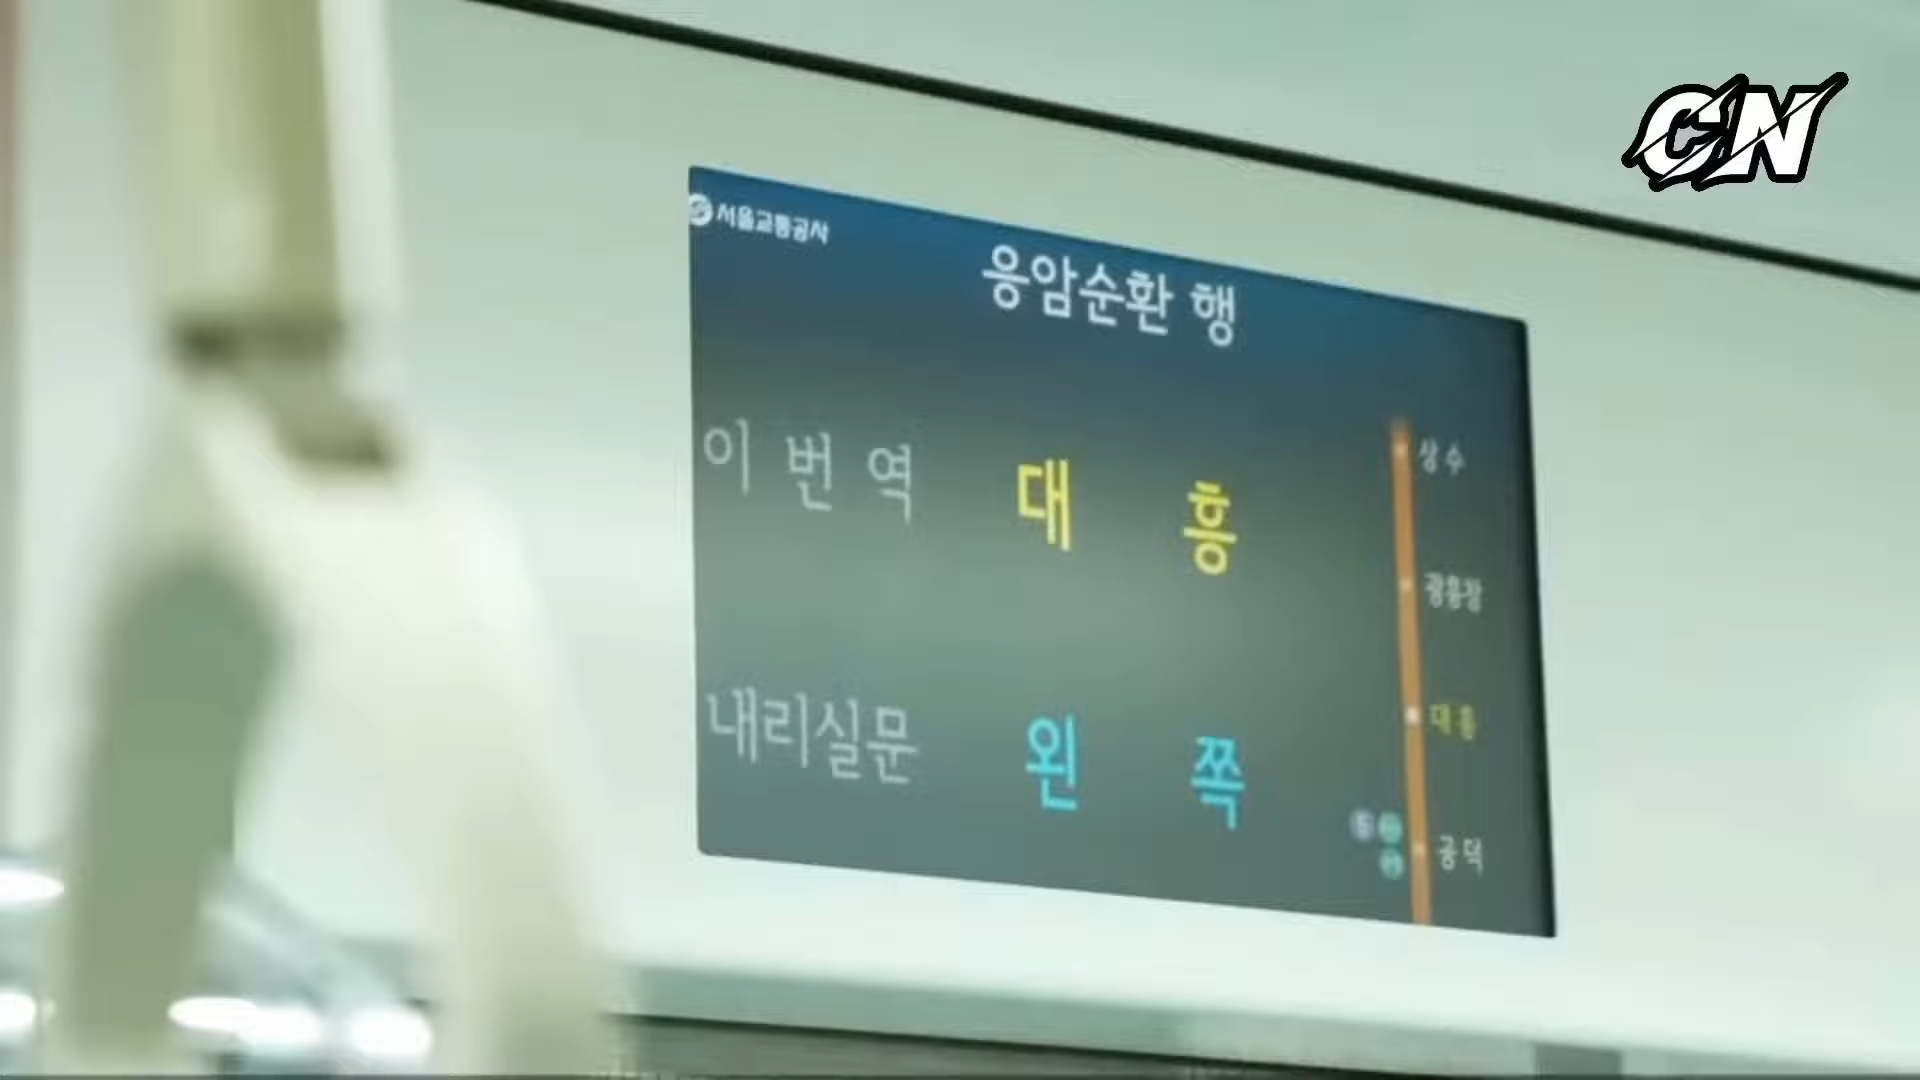 CN
서울교통공사
응암순환 행
이번역 대흥
내리실문 왼쪽
상수
광흥창
대흥
공덕